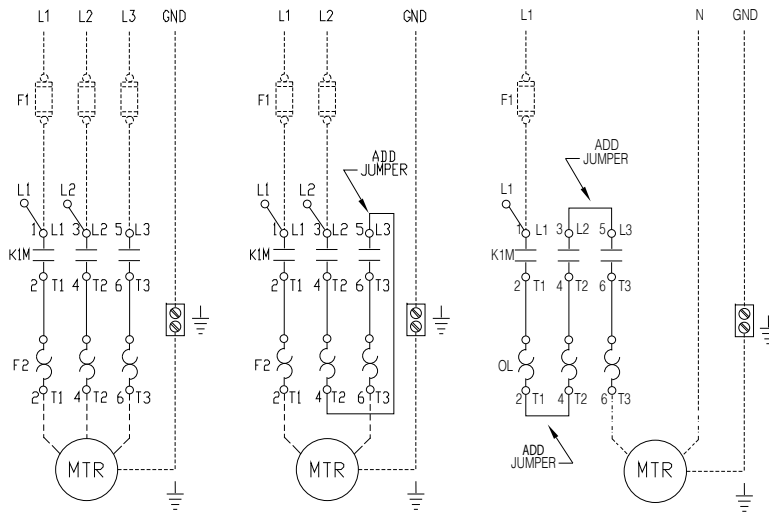 L1 L2 L3 GND
F1
L1 L2
1 L1 3 L2 5 L3
K1M
2 T1 4 T2 6 T3
F2
2 T1 4 T2 6 T3
MTR
L1 L2 GND
F1
ADD
JUMPER
L1 L2
1 L1 3 L2 5 L3
K1M
2 T1 4 T2 6 T3
F2
2 T1 4 T2 6 T3
MTR
L1 N GND
F1
ADD
JUMPER
L1
1 L1 3 L2 5 L3
K1M
2 T1 4 T2 6 T3
OL
2 T1 4 T2 6 T3
ADD
JUMPER
MTR